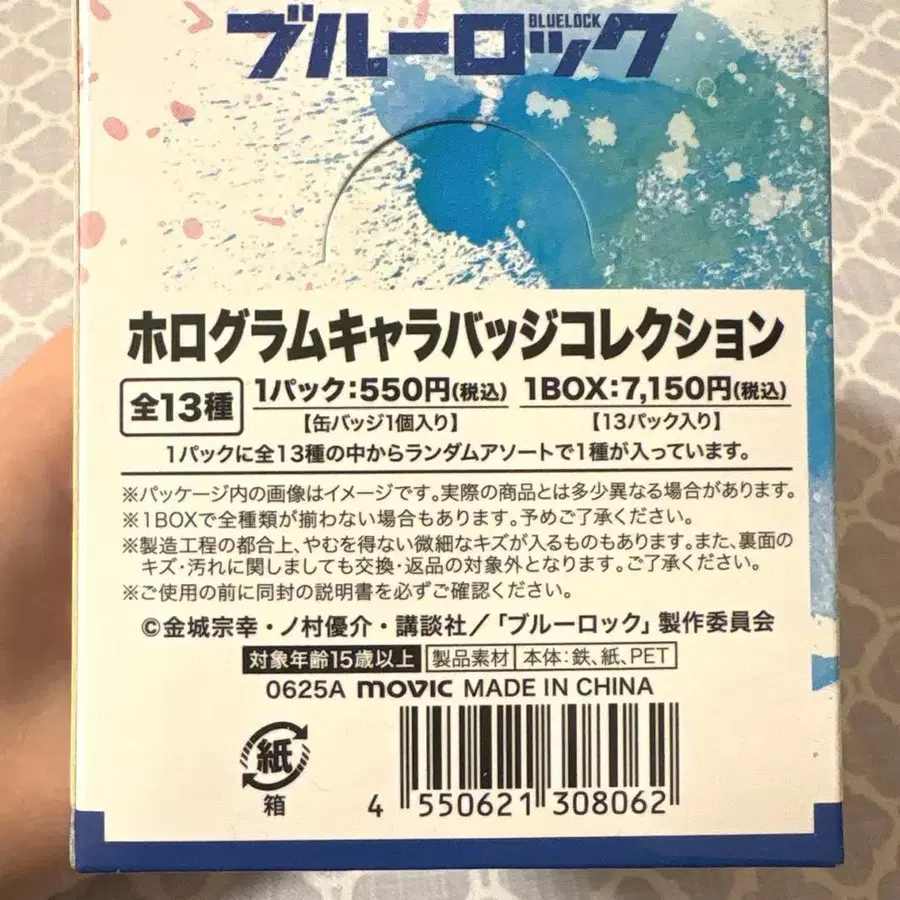 BLUELOCK
ブルーロック
ホログラムキャラバッジコレクション
全13種 1パック:550円(税込) 1BOX:7,150円(税込)
【缶バッジ1個入り】 【13パック入り】
1パックに全13種の中からランダムアソートで1種が入っています。
※パッケージ内の画像はイメージです。実際の商品とは多少異なる場合があります。
※1BOXで全種類が揃わない場合もあります。予めご了承ください。
※製造工程の都合上、やむを得ない微細なキズが入るものもあります。また、裏面の
キズ・汚れに関しましても交換・返品の対象外となります。ご了承ください。
※ご使用の前に同封の説明書を必ずご確認ください。
©金城宗幸・ノ村優介・講談社/「ブルーロック」製作委員会
対象年齢15歳以上 製品素材 本体:鉄、紙、PET
0625A movic MADE IN CHINA
紙
箱
4 550621 308062